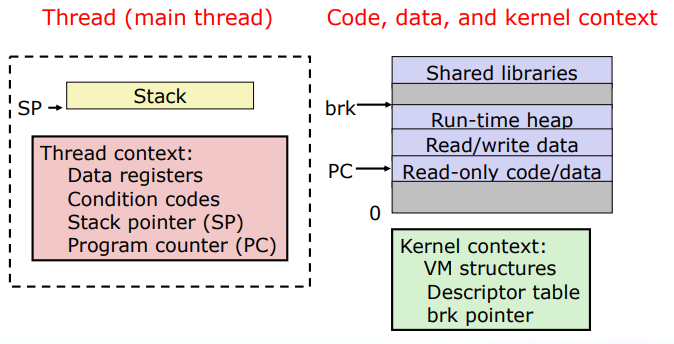 Thread (main thread)
Code, data, and kernel context
Stack
SP
Thread context:
Data registers
Condition codes
Stack pointer (SP)
Program counter (PC)
Shared libraries
brk
Run-time heap
Read/write data
PC
Read-only code/data
0
Kernel context:
VM structures
Descriptor table
brk pointer